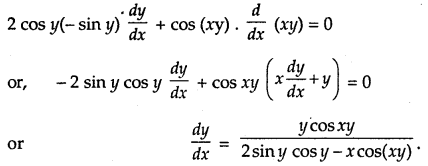 2 cos y(– sin y) dy/dx + cos (xy) . d/dx (xy) = 0
or, – 2 sin y cos y dy/dx + cos xy (x dy/dx + y) = 0
or dy/dx = y cos xy / 2 sin y cos y – x cos(xy) .